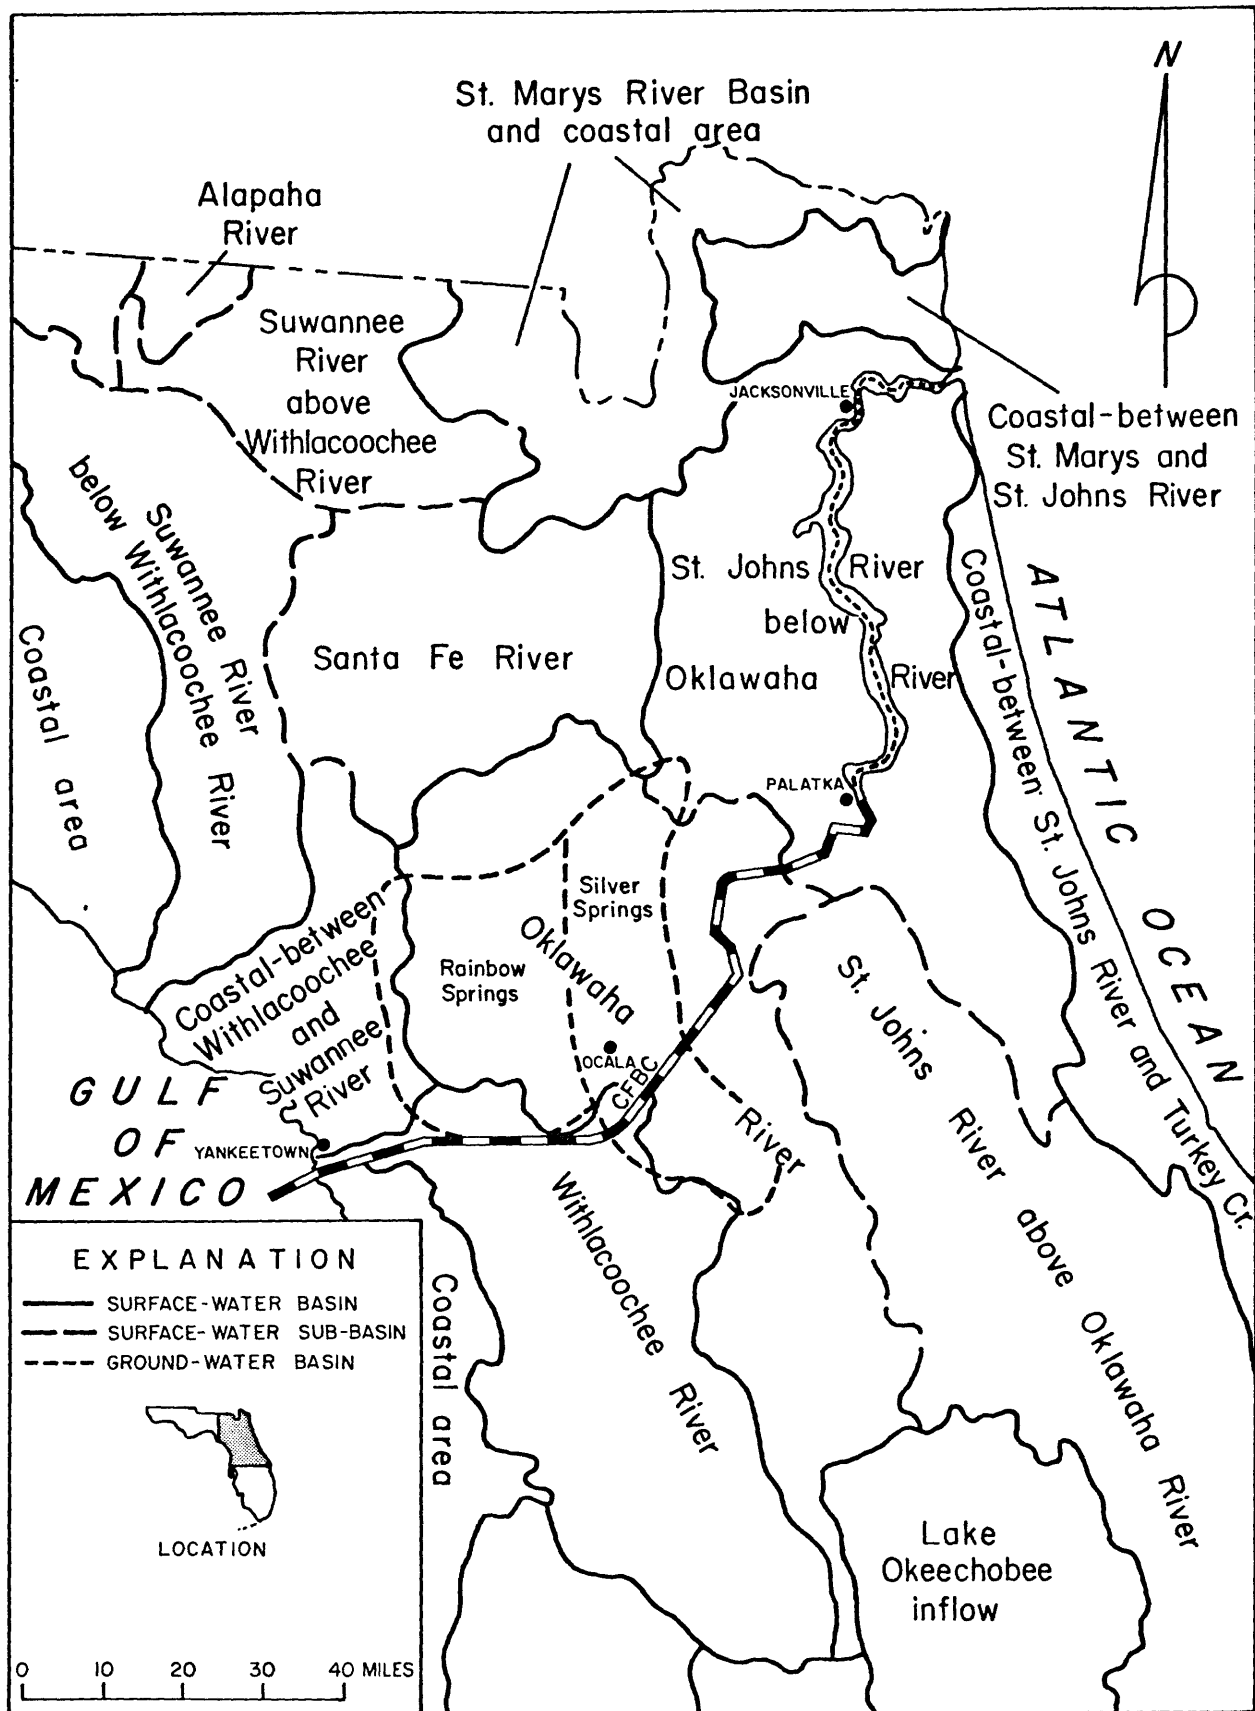 N
St. Marys River Basin
and coastal area
Alapaha
River
Suwannee
River
above
Withlacoochee
River
JACKSONVILLE
Coastal-between
St. Marys and
St. Johns River
Suwannee River
below Withlacoochee River
Coastal area
Santa Fe River
St. Johns River
below
Oklawaha River
Coastal-between St. Johns River and Turkey Cr.
ATLANTIC OCEAN
PALATKA
Silver
Springs
Oklawaha
River
Rainbow
Springs
Coastal-between
Withlacoochee
and
Suwannee
River
OCALA
CFBC
St. Johns River above Oklawaha River
GULF
OF
MEXICO
YANKEETOWN
Withlacoochee River
Coastal area
Lake
Okeechobee
inflow
EXPLANATION
SURFACE-WATER BASIN
SURFACE-WATER SUB-BASIN
GROUND-WATER BASIN
LOCATION
0 10 20 30 40 MILES